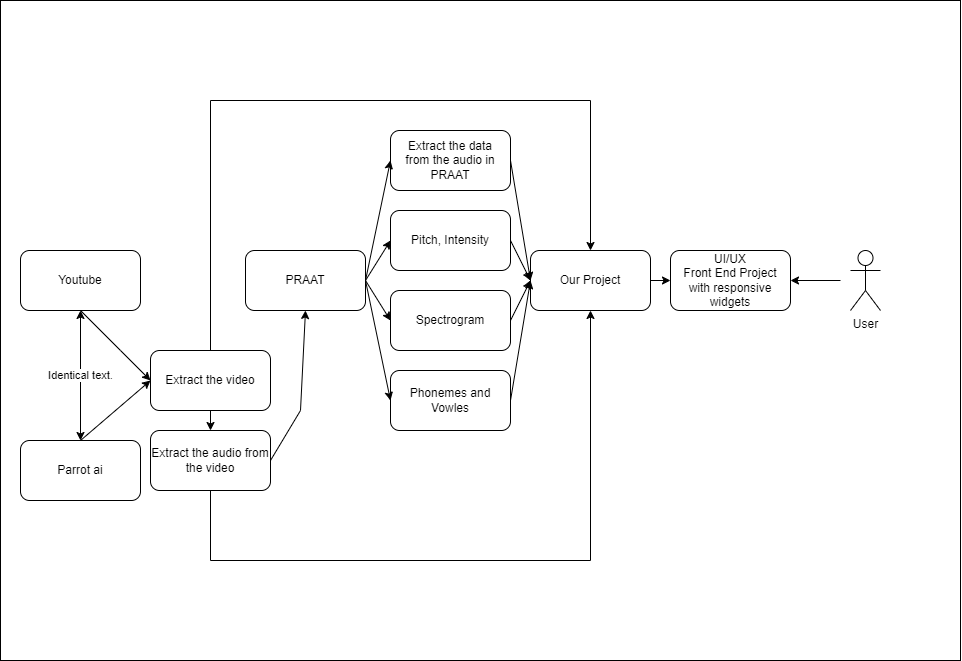 Extract the data
from the audio in
PRAAT
Pitch, Intensity
Youtube
PRAAT
Our Project
UI/UX
Front End Project
with responsive
widgets
User
Spectrogram
Identical text.
Extract the video
Phonemes and
Vowles
Parrot ai
Extract the audio from
the video